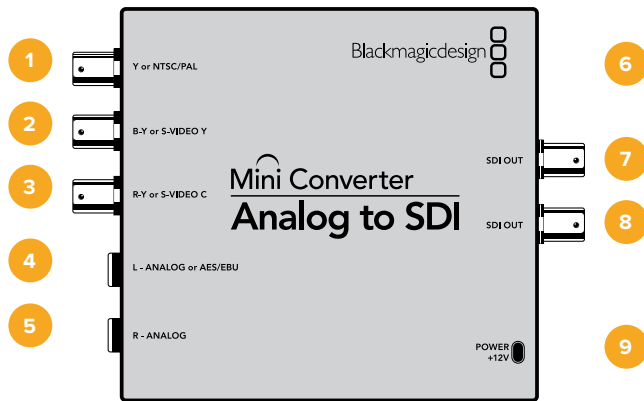 1
Y or NTSC/PAL
Blackmagicdesign
6
2
B-Y or S-VIDEO Y
SDI OUT
7
3
R-Y or S-VIDEO C
Mini Converter
Analog to SDI
SDI OUT
8
4
L - ANALOG or AES/EBU
5
R - ANALOG
POWER
+12V
9